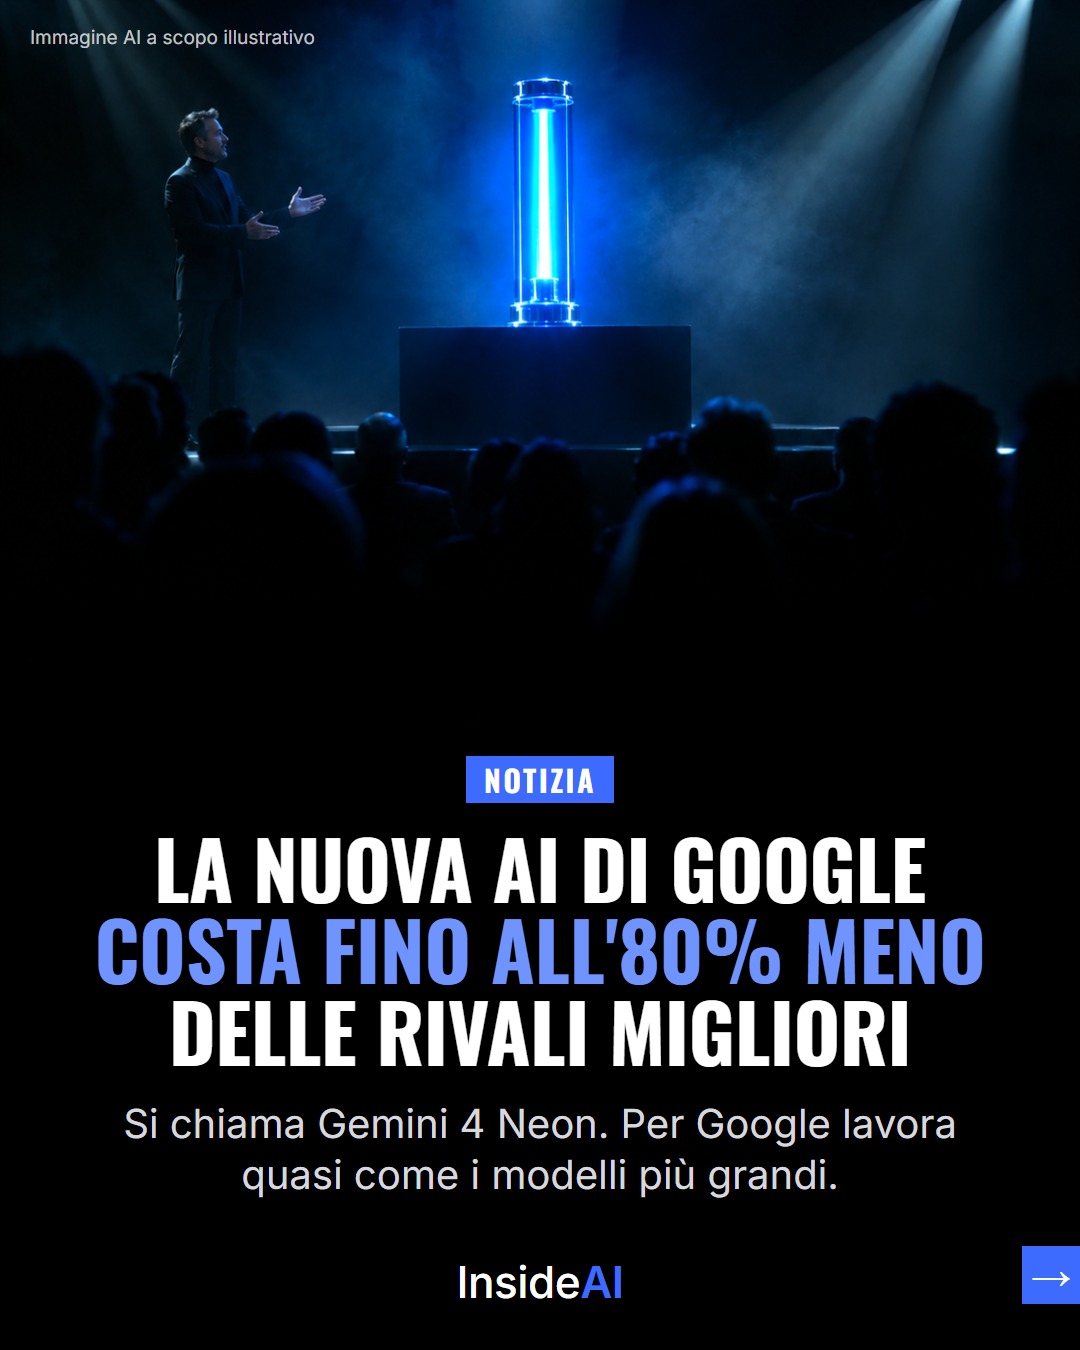 Immagine AI a scopo illustrativo
NOTIZIA
LA NUOVA AI DI GOOGLE
COSTA FINO ALL'80% MENO
DELLE RIVALI MIGLIORI
Si chiama Gemini 4 Neon. Per Google lavora
quasi come i modelli più grandi.
InsideAI
→